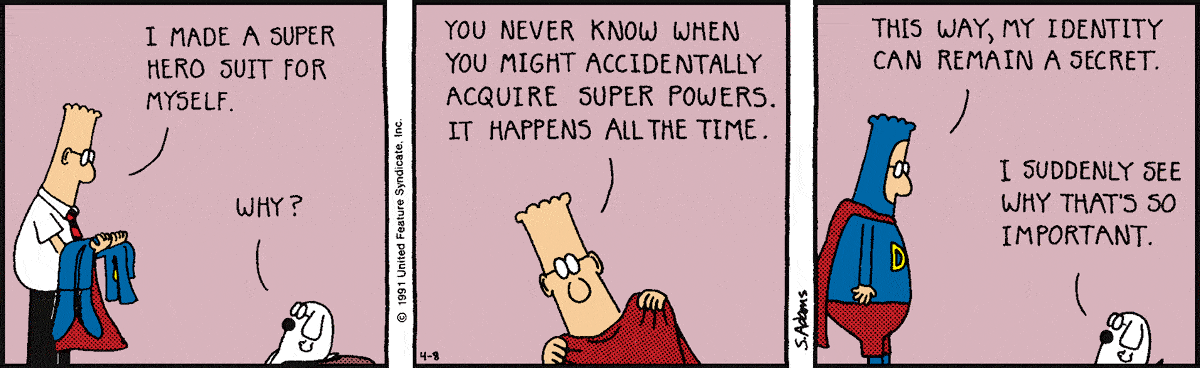 I MADE A SUPER
HERO SUIT FOR
MYSELF.
WHY?
© 1991 United Feature Syndicate, Inc.
YOU NEVER KNOW WHEN
YOU MIGHT ACCIDENTALLY
ACQUIRE SUPER POWERS.
IT HAPPENS ALL THE TIME.
4-8
S.Adams
THIS WAY, MY IDENTITY
CAN REMAIN A SECRET.
D
I SUDDENLY SEE
WHY THAT'S SO
IMPORTANT.